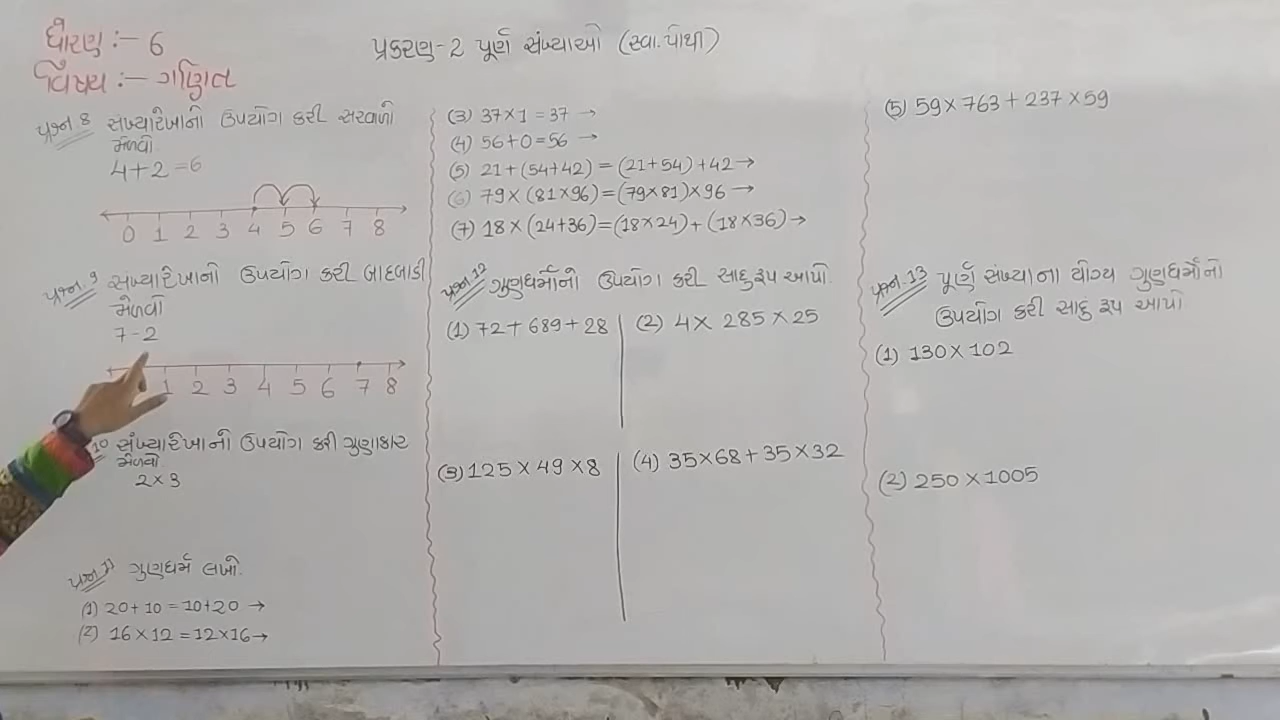 ધોરણ :- 6
વિષય :- ગણિત
પ્રકરણ-2 પૂર્ણ સંખ્યાઓ (સ્વા.પોથી)
પ્રશ્ન 8 સંખ્યારેખાનો ઉપયોગ કરી સરવાળો
મેળવો
4+2=6
0 1 2 3 4 5 6 7 8
પ્રશ્ન.9 સંખ્યારેખાનો ઉપયોગ કરી બાદબાકી
મેળવો
7-2
1 2 3 4 5 6 7 8
10 સંખ્યારેખાનો ઉપયોગ કરી ગુણાકાર
મેળવો
2×3
પ્રશ્ન 11 ગુણધર્મ લખો.
(1) 20+10=10+20 →
(2) 16×12=12×16→
(3) 37×1=37 →
(4) 56+0=56 →
(5) 21+(54+42)=(21+54)+42→
(6) 79×(81×96)=(79×81)×96 →
(7) 18×(24+36)=(18×24)+(18×36)→
પ્રશ્ન.12 ગુણધર્મોનો ઉપયોગ કરી સાદુ રૂપ આપો.
(1) 72+689+28
(2) 4× 285×25
(3) 125×49×8
(4) 35×68+35×32
(5) 59×763+237×59
પ્રશ્ન.13 પૂર્ણ સંખ્યાના યોગ્ય ગુણધર્મોનો
ઉપયોગ કરી સાદુ રૂપ આપો.
(1) 130×102
(2) 250×1005